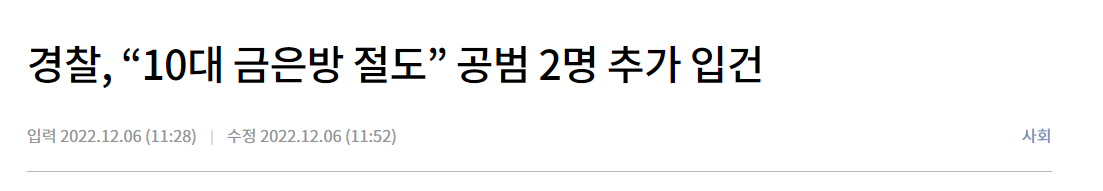 경찰, “10대 금은방 절도” 공범 2명 추가 입건
입력 2022.12.06 (11:28) | 수정 2022.12.06 (11:52) 사회